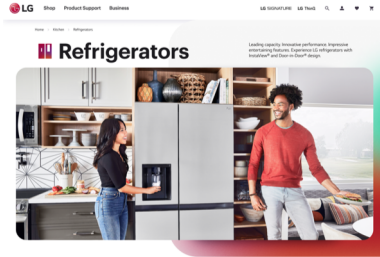 LG Shop Product Support Business LG SIGNATURE LG ThinQ
Home Kitchen Refrigerators
Refrigerators
Leading capacity. Innovative performance. Impressive
entertaining features. Experience LG refrigerators with
InstaView® and Door-in-Door® design.